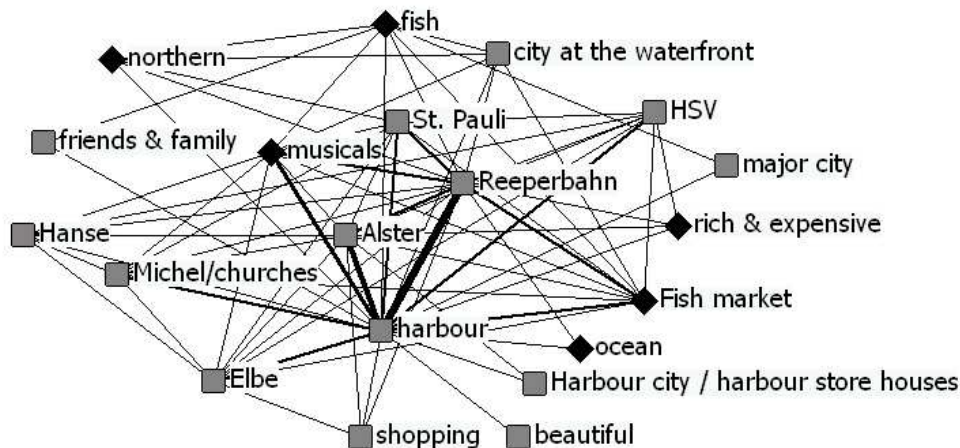 fish
northern
city at the waterfront
HSV
St. Pauli
friends & family
musicals
major city
Reeperbahn
rich & expensive
Hanse
Alster
Michel/churches
Fish market
harbour
ocean
Elbe
Harbour city / harbour store houses
shopping
beautiful